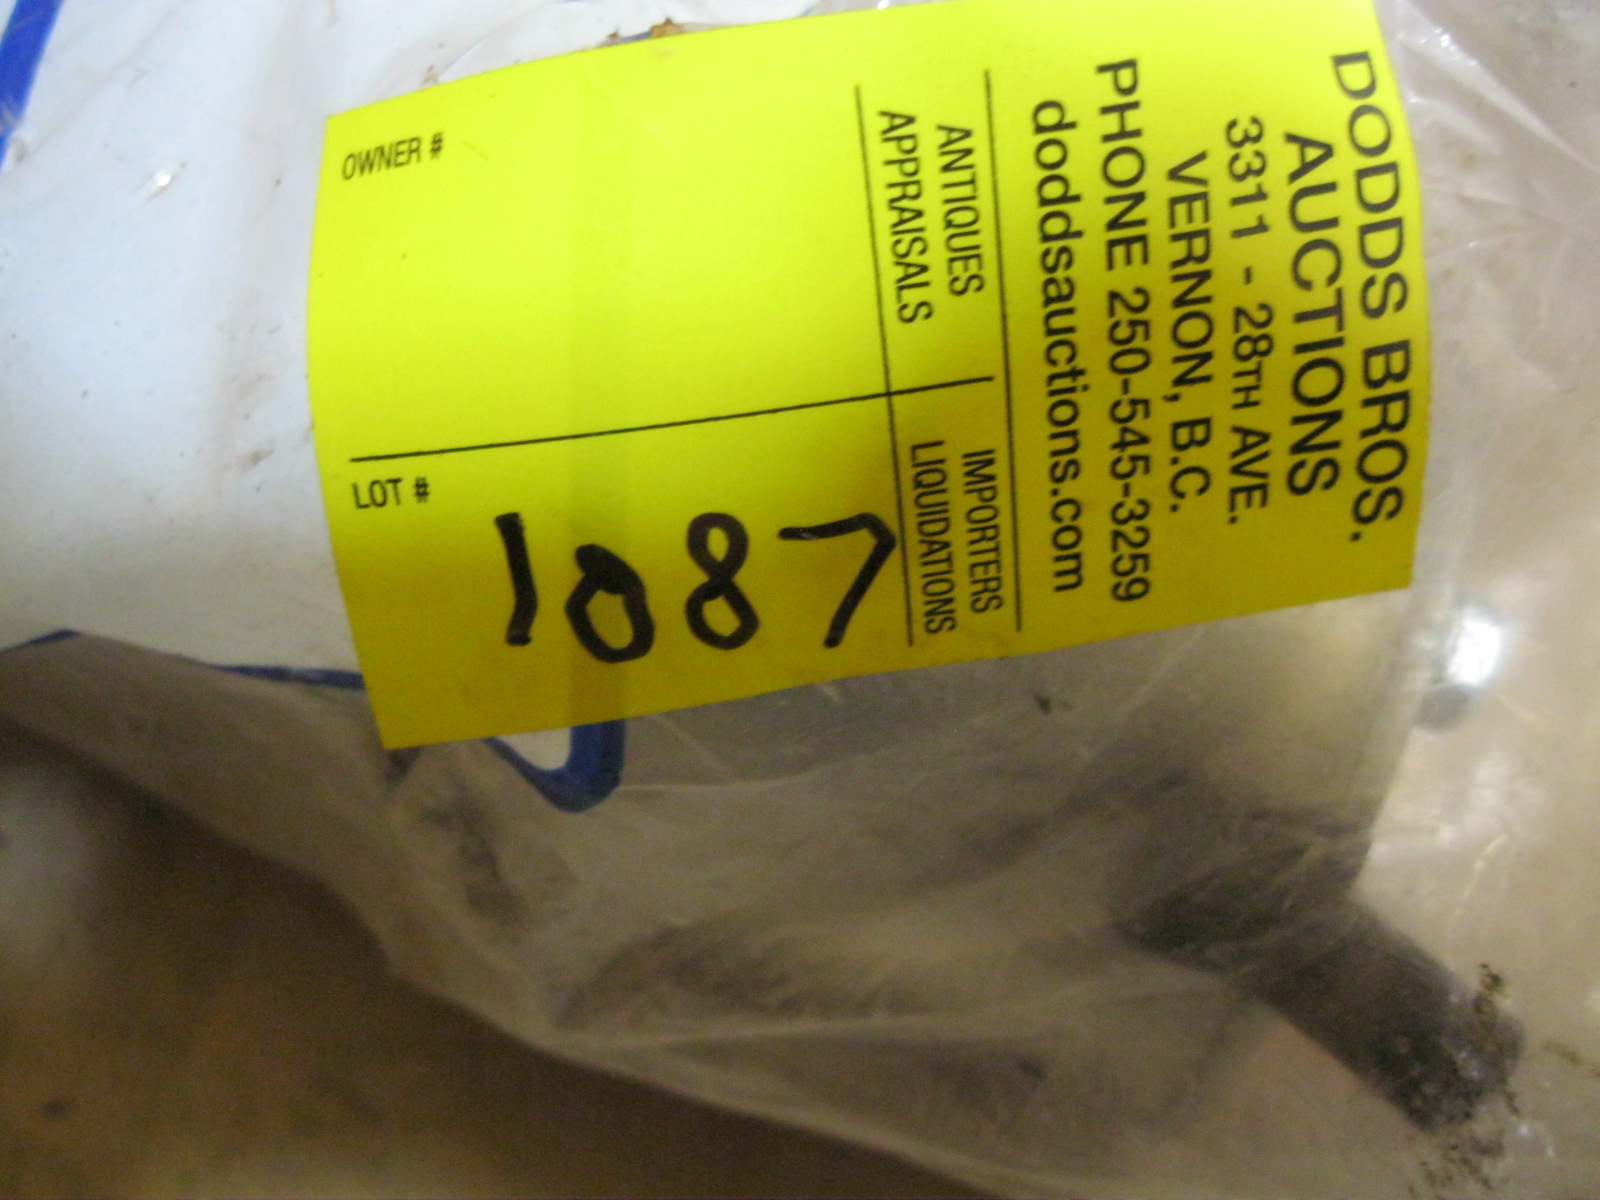 DODDS BROS.
AUCTIONS
3311 - 28TH AVE.
VERNON, B.C.
PHONE 250-545-3259
doddsauctions.com
ANTIQUES
APPRAISALS
IMPORTERS
LIQUIDATIONS
OWNER #
LOT #
1087